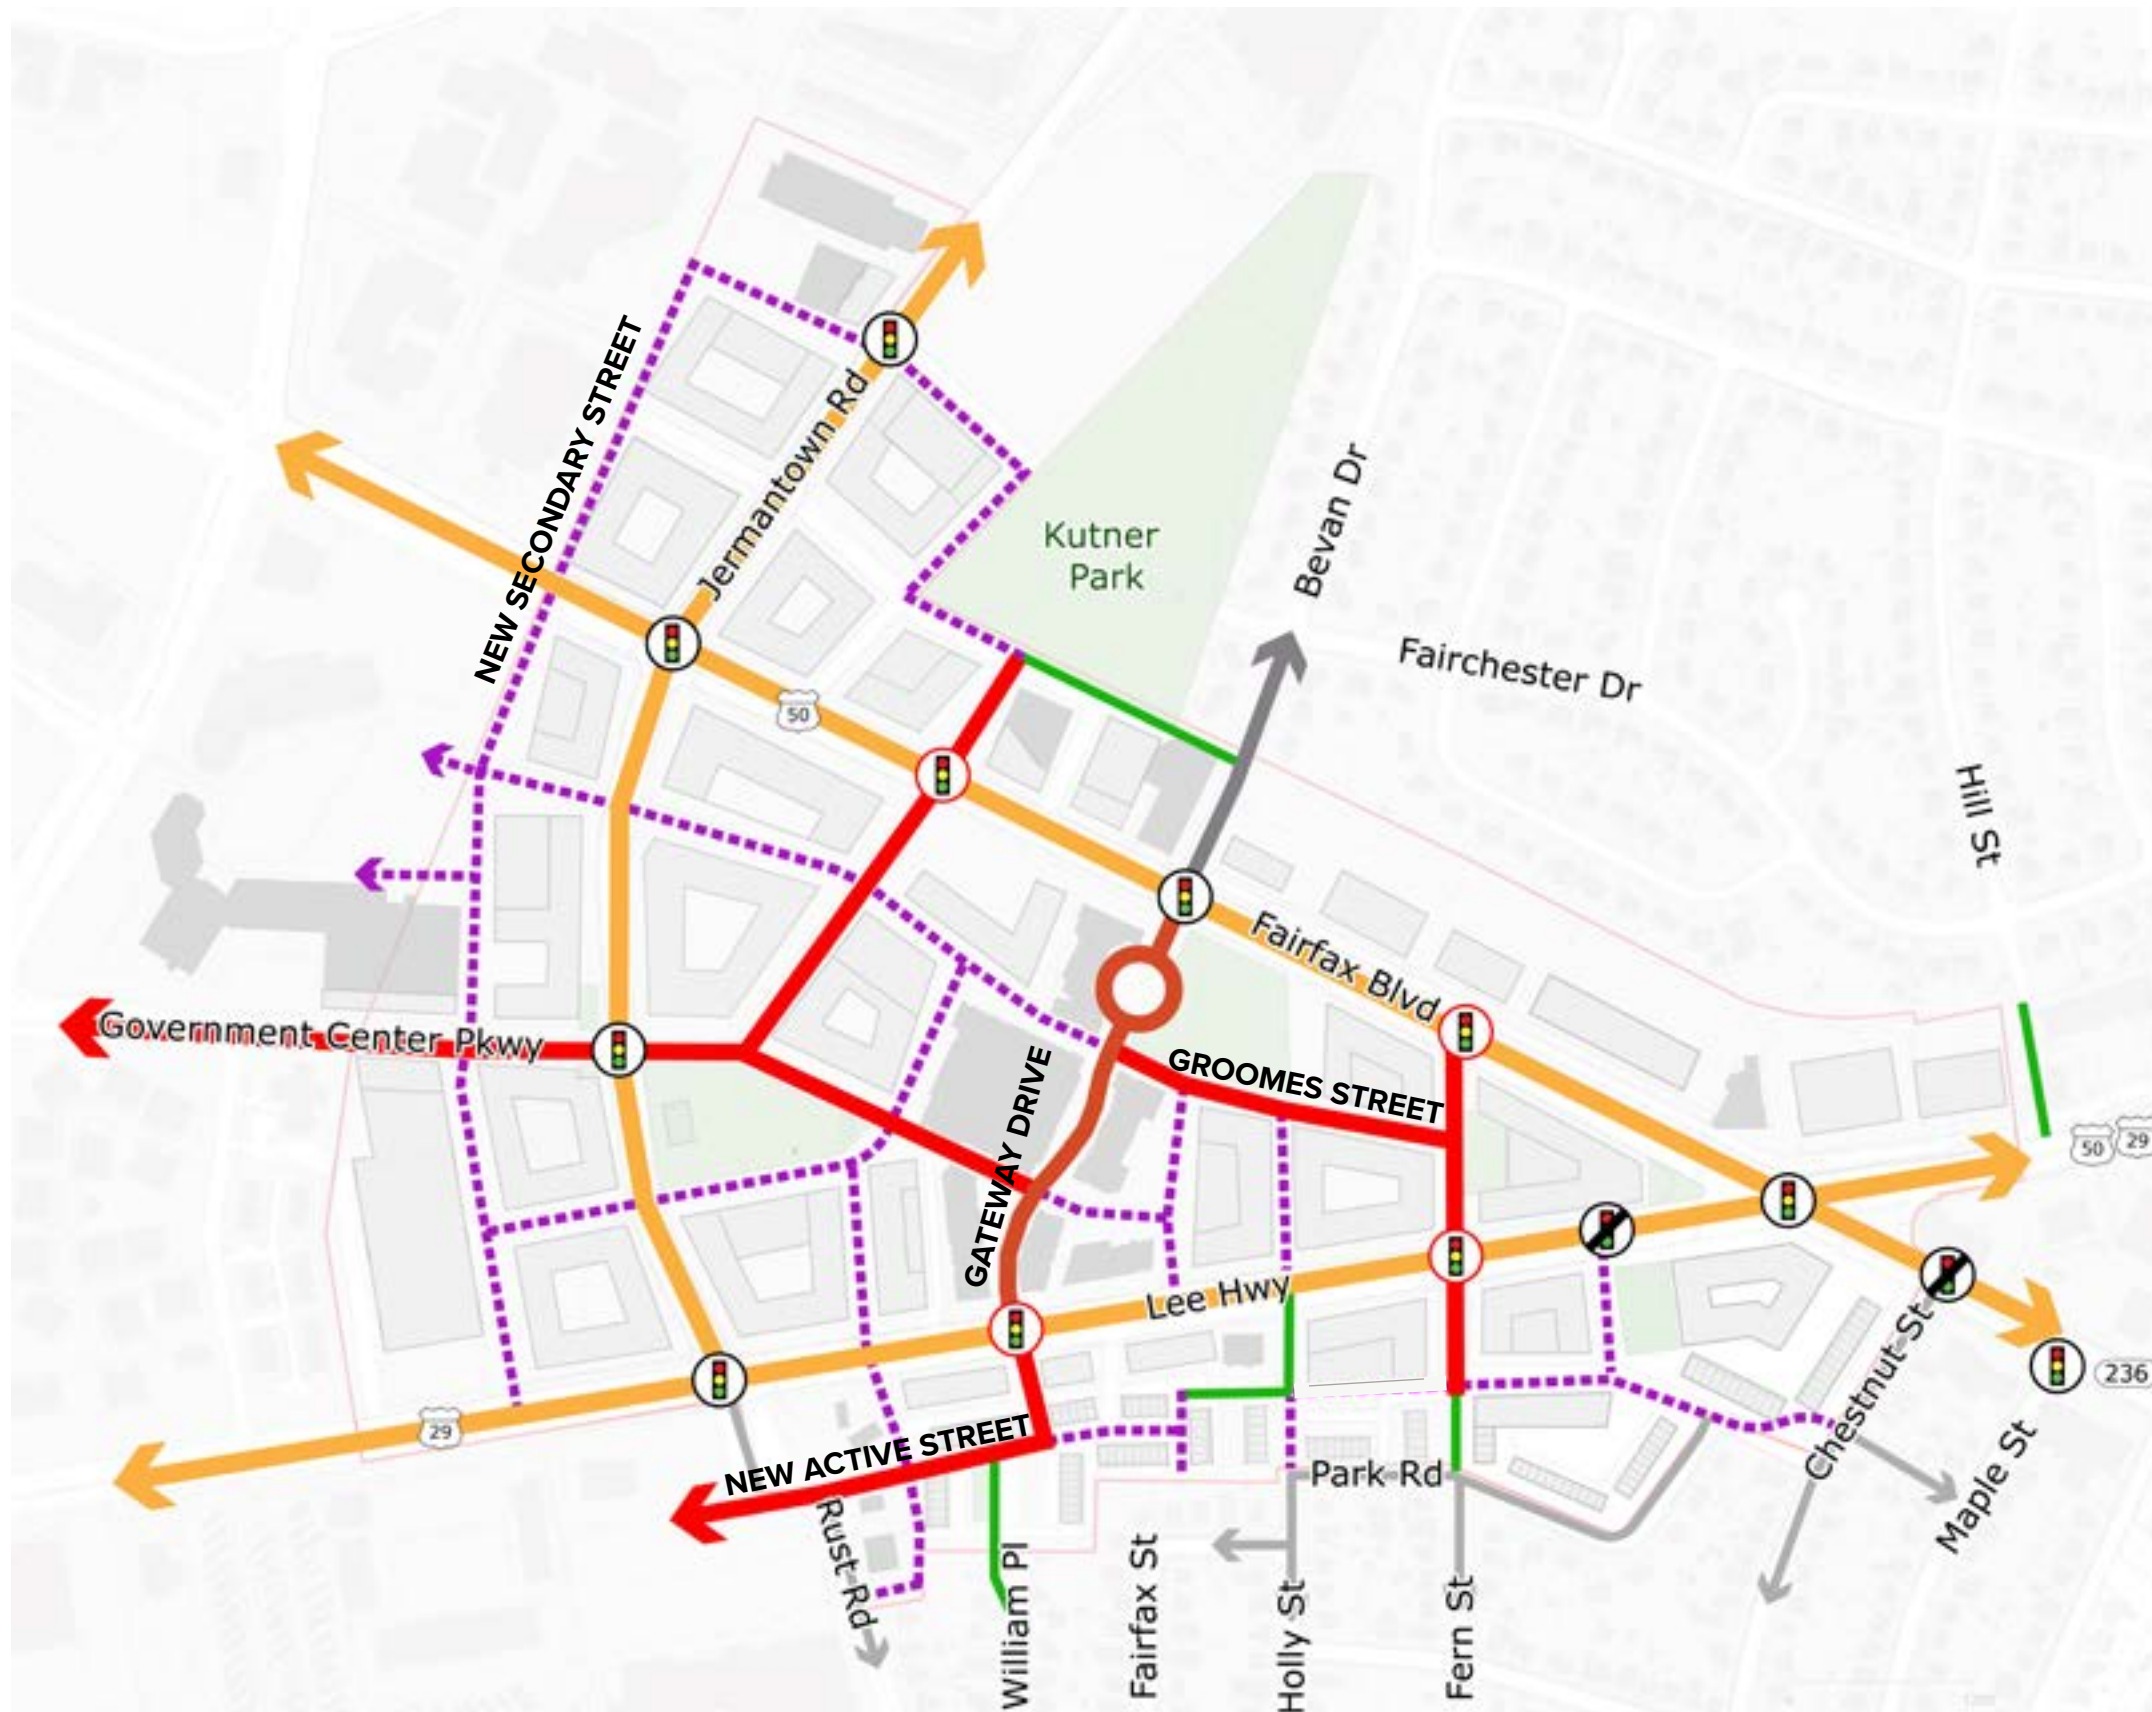 NEW SECONDARY STREET
Jermantown Rd
Kutner
Park
Bevan Dr
Fairchester Dr
50
Hill St
Fairfax Blvd
Government Center Pkwy
GROOMES STREET
GATEWAY DRIVE
50
29
Lee Hwy
236
29
NEW ACTIVE STREET
Chestnut St
Maple St
Park Rd
Rust Rd
William Pl
Fairfax St
Holly St
Fern St